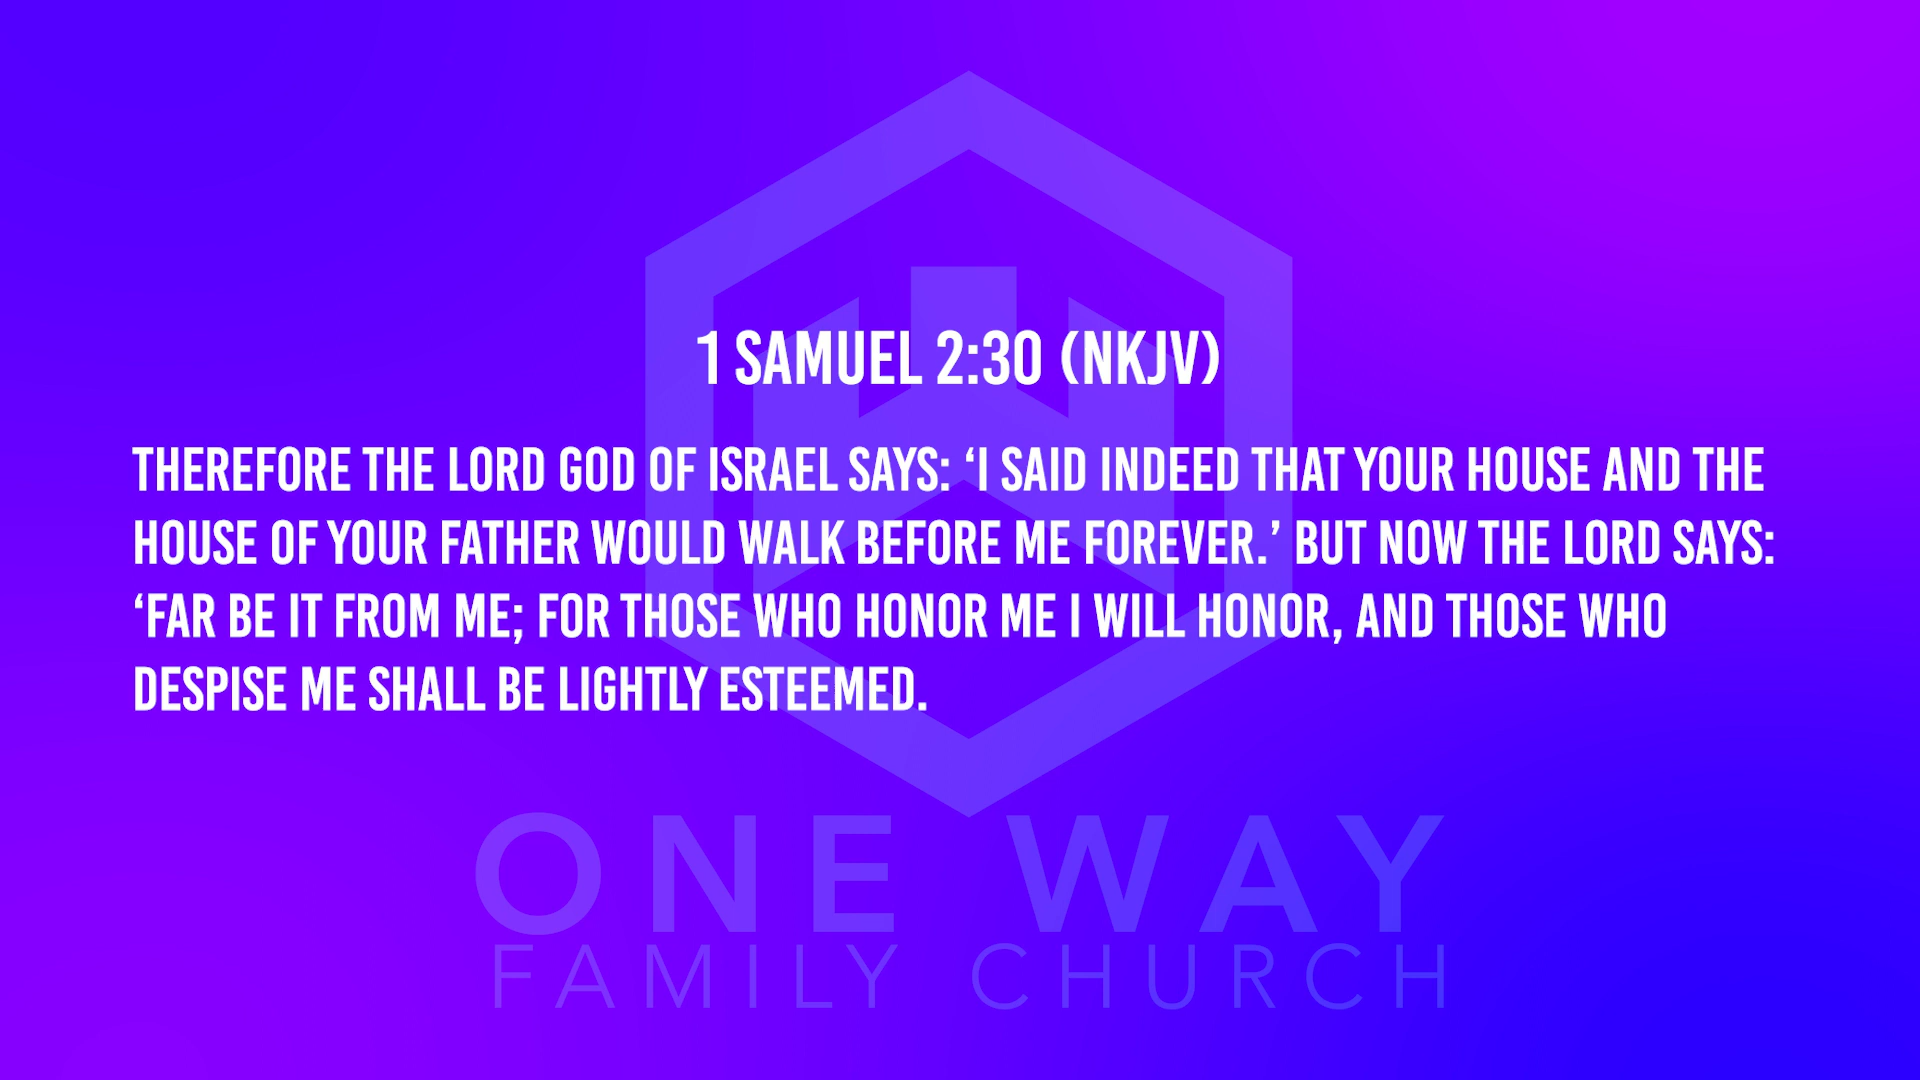 1 SAMUEL 2:30 (NKJV)
THEREFORE THE LORD GOD OF ISRAEL SAYS: ‘I SAID INDEED THAT YOUR HOUSE AND THE
HOUSE OF YOUR FATHER WOULD WALK BEFORE ME FOREVER.’ BUT NOW THE LORD SAYS:
‘FAR BE IT FROM ME; FOR THOSE WHO HONOR ME I WILL HONOR, AND THOSE WHO
DESPISE ME SHALL BE LIGHTLY ESTEEMED.
ONE WAY
FAMILY CHURCH